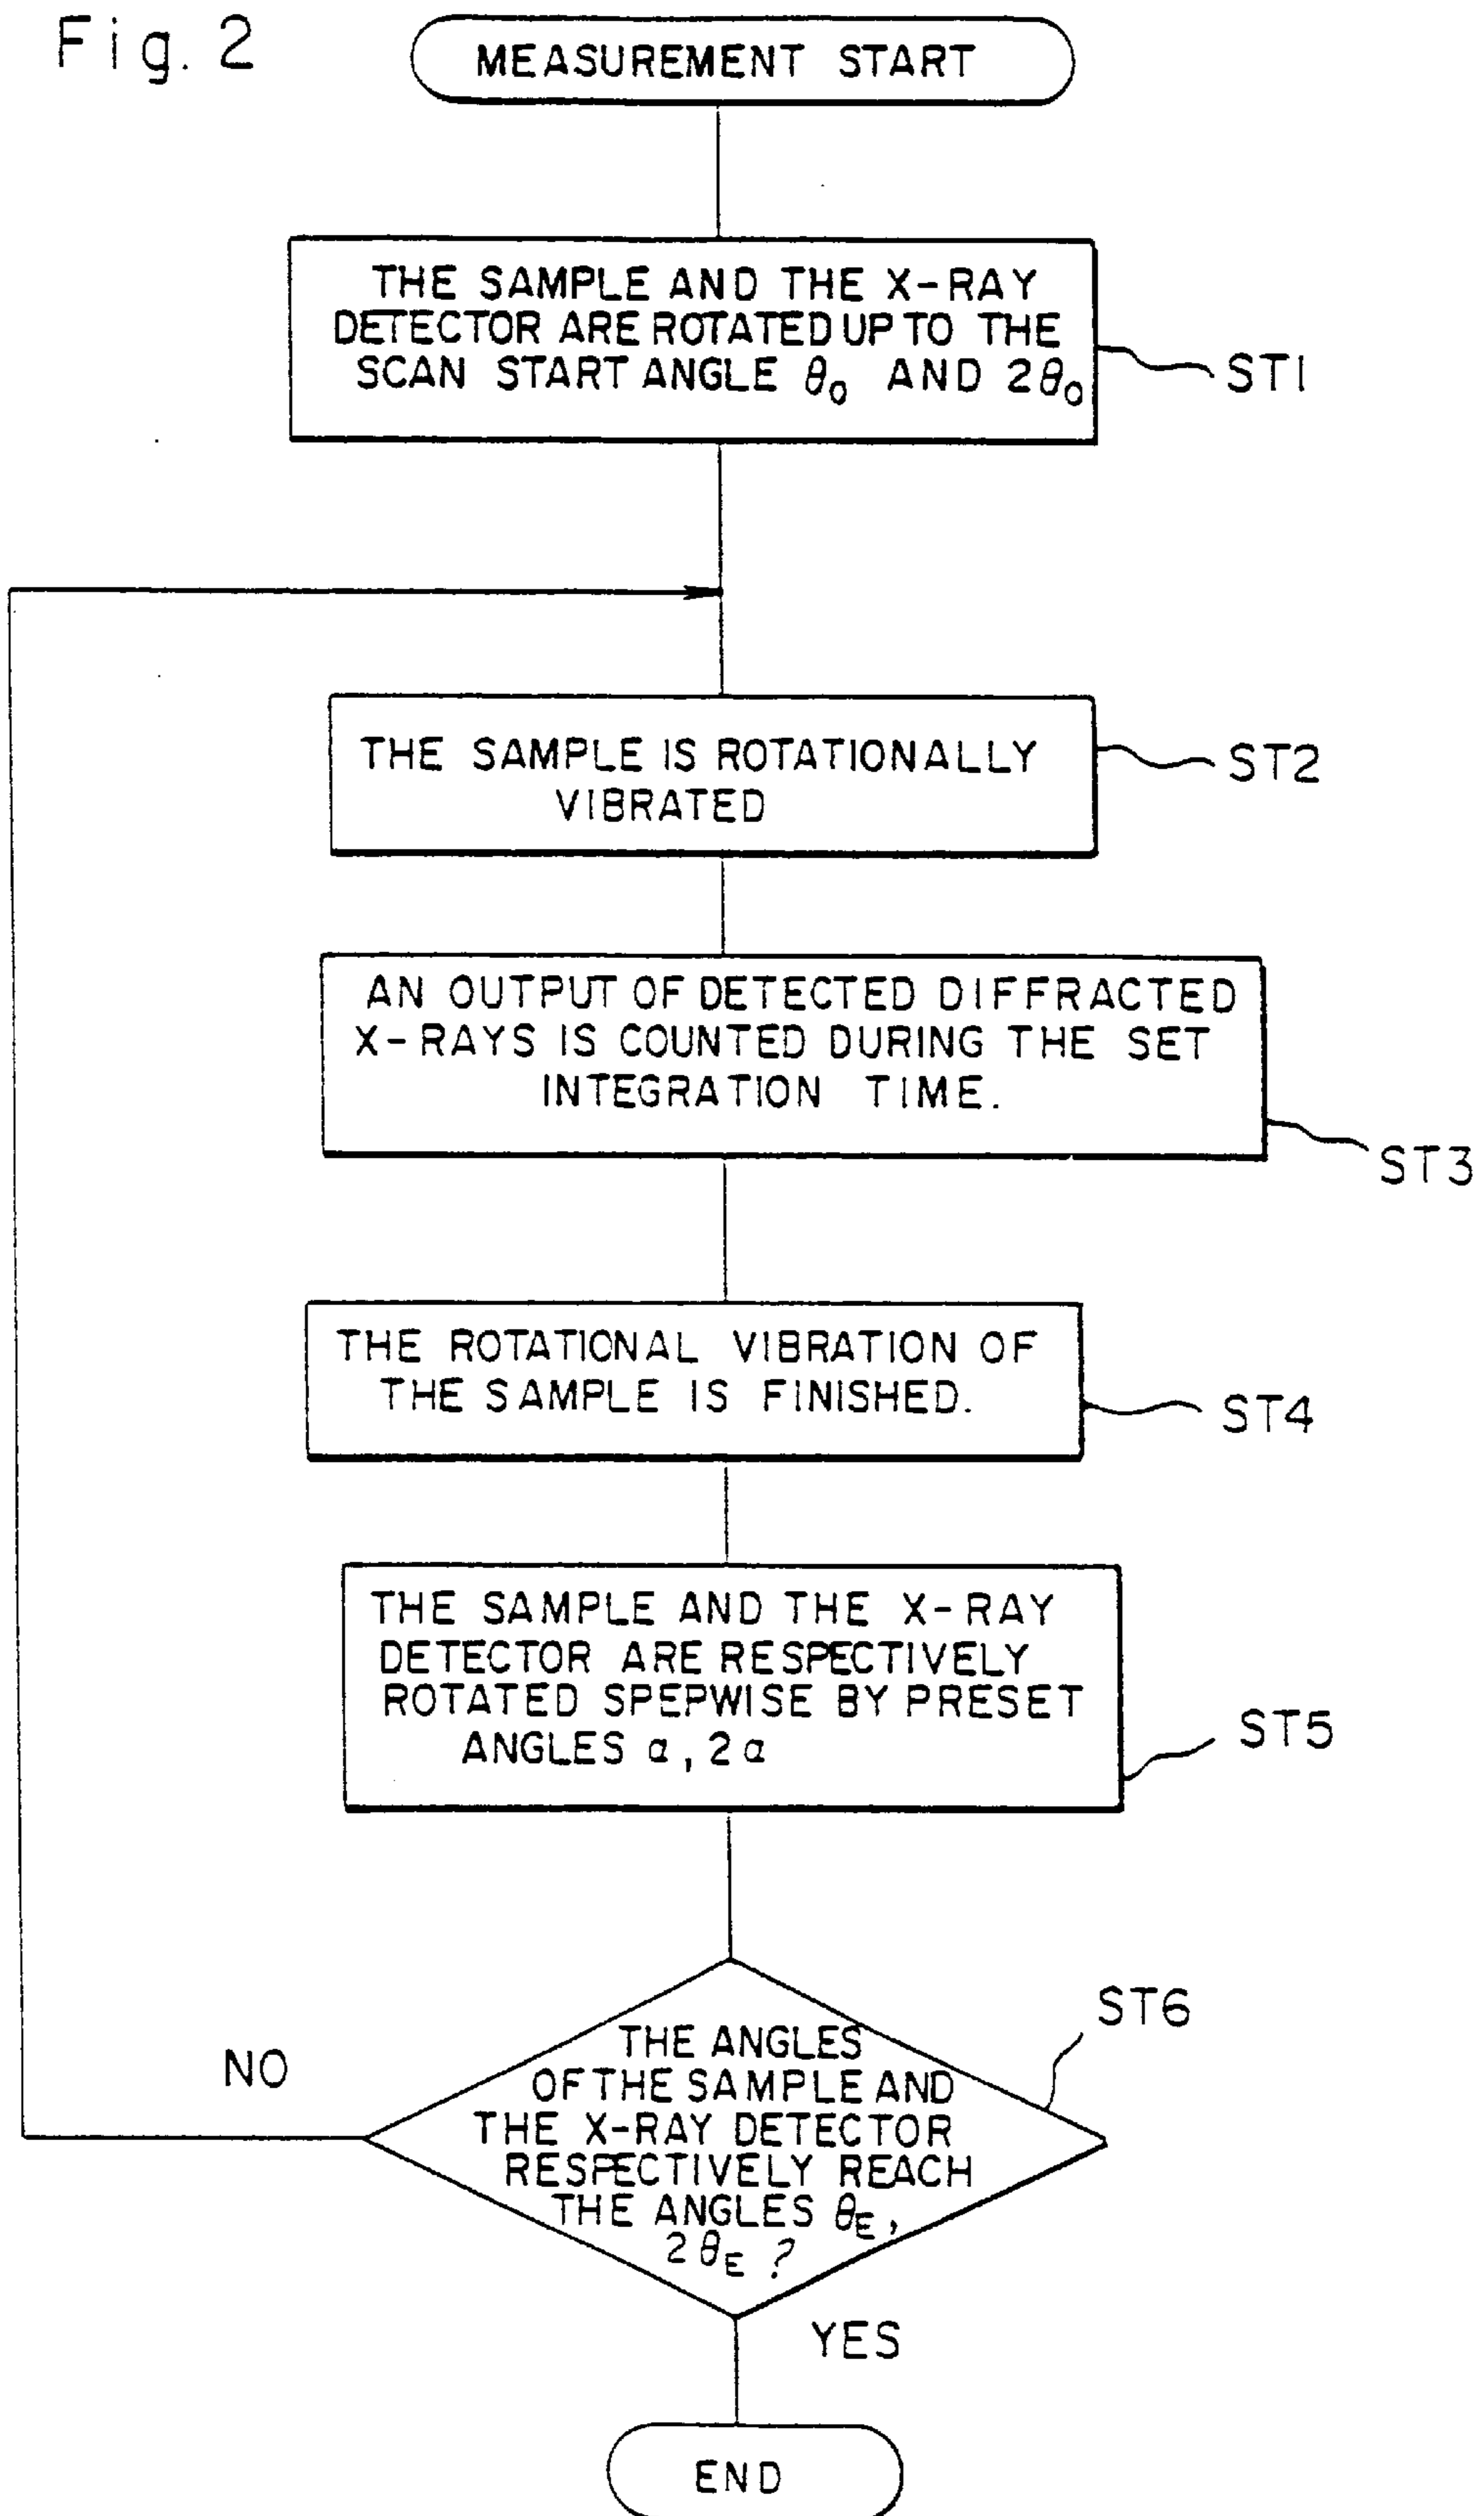 Fig. 2
MEASUREMENT START
THE SAMPLE AND THE X-RAY
DETECTOR ARE ROTATED UP TO THE
SCAN START ANGLE θ₀ AND 2θ₀
ST1
THE SAMPLE IS ROTATIONALLY
VIBRATED
ST2
AN OUTPUT OF DETECTED DIFFRACTED
X-RAYS IS COUNTED DURING THE SET
INTEGRATION TIME.
ST3
THE ROTATIONAL VIBRATION OF
THE SAMPLE IS FINISHED.
ST4
THE SAMPLE AND THE X-RAY
DETECTOR ARE RESPECTIVELY
ROTATED SPEPWISE BY PRESET
ANGLES α, 2α
ST5
ST6
NO
THE ANGLES
OF THE SAMPLE AND
THE X-RAY DETECTOR
RESPECTIVELY REACH
THE ANGLES θE,
2θE ?
YES
END